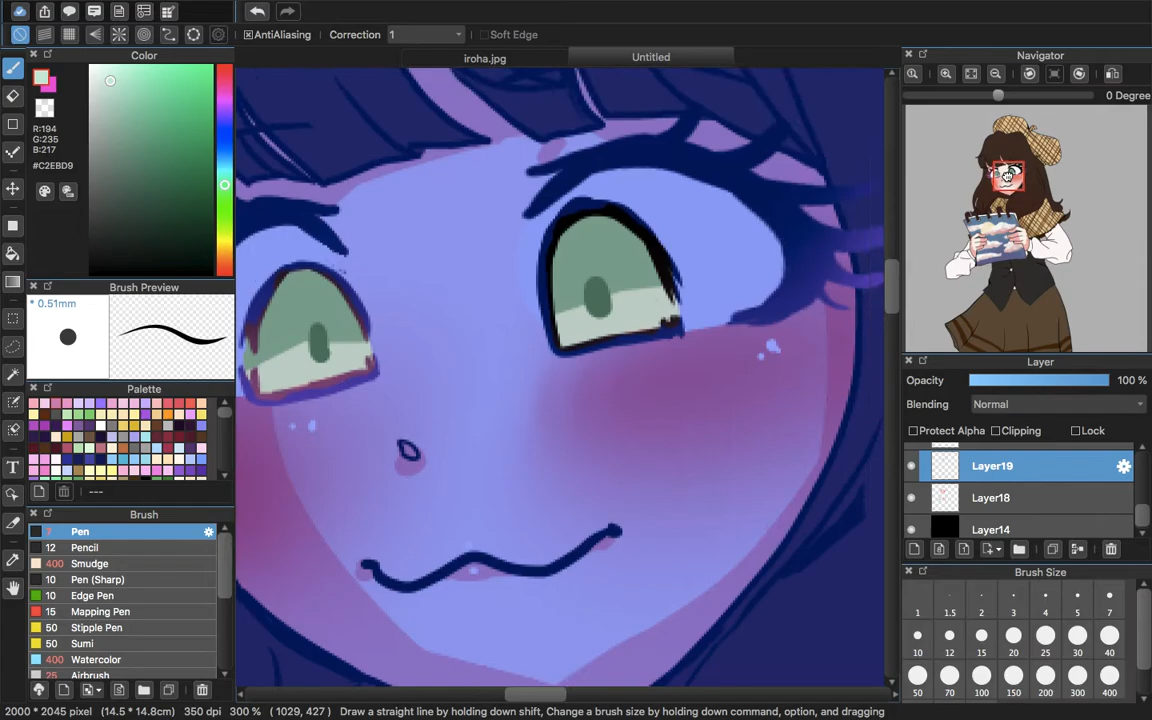 AntiAliasing Correction 1 Soft Edge
Color
iroha.jpg Untitled
Navigator
0 Degree
R:194
G:235
B:217
#C2EBD9
Brush Preview
* 0.51mm
Palette
---
Brush
7 Pen
12 Pencil
400 Smudge
10 Pen (Sharp)
10 Edge Pen
15 Mapping Pen
50 Stipple Pen
50 Sumi
400 Watercolor
25 Airbrush
Layer
Opacity 100 %
Blending Normal
Protect Alpha Clipping Lock
Layer19
Layer18
Layer14
Brush Size
1 1.5 2 3 4 5 7
10 12 15 20 25 30 40
50 70 100 150 200 300 400
2000 * 2045 pixel (14.5 * 14.8cm) 350 dpi 300 % ( 1029, 427 ) Draw a straight line by holding down shift, Change a brush size by holding down command, option, and dragging